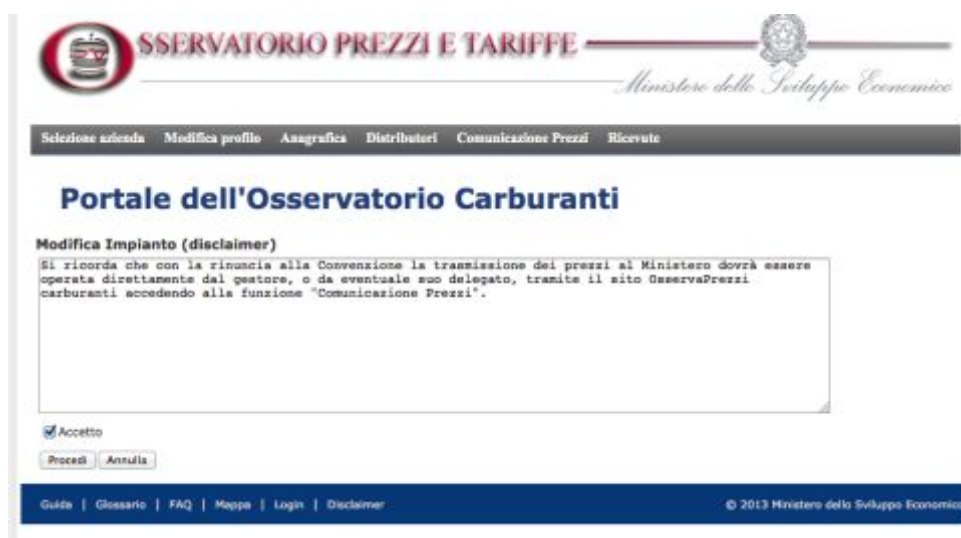 OSSERVATORIO PREZZI E TARIFFE
Ministero dello Sviluppo Economico
Selezione azienda Modifica profilo Anagrafica Distributori Comunicazione Prezzi Ricevute
Portale dell'Osservatorio Carburanti
Modifica Impianto (disclaimer)
Si ricorda che con la rinuncia alla Convenzione la trasmissione dei prezzi al Ministero dovrà essere
operata direttamente dal gestore, o da eventuale suo delegato, tramite il sito OsservaPrezzi
carburanti accedendo alla funzione "Comunicazione Prezzi".
Accetto
Procedi Annulla
Guida | Glossario | FAQ | Mappa | Login | Disclaimer © 2013 Ministero dello Sviluppo Economico